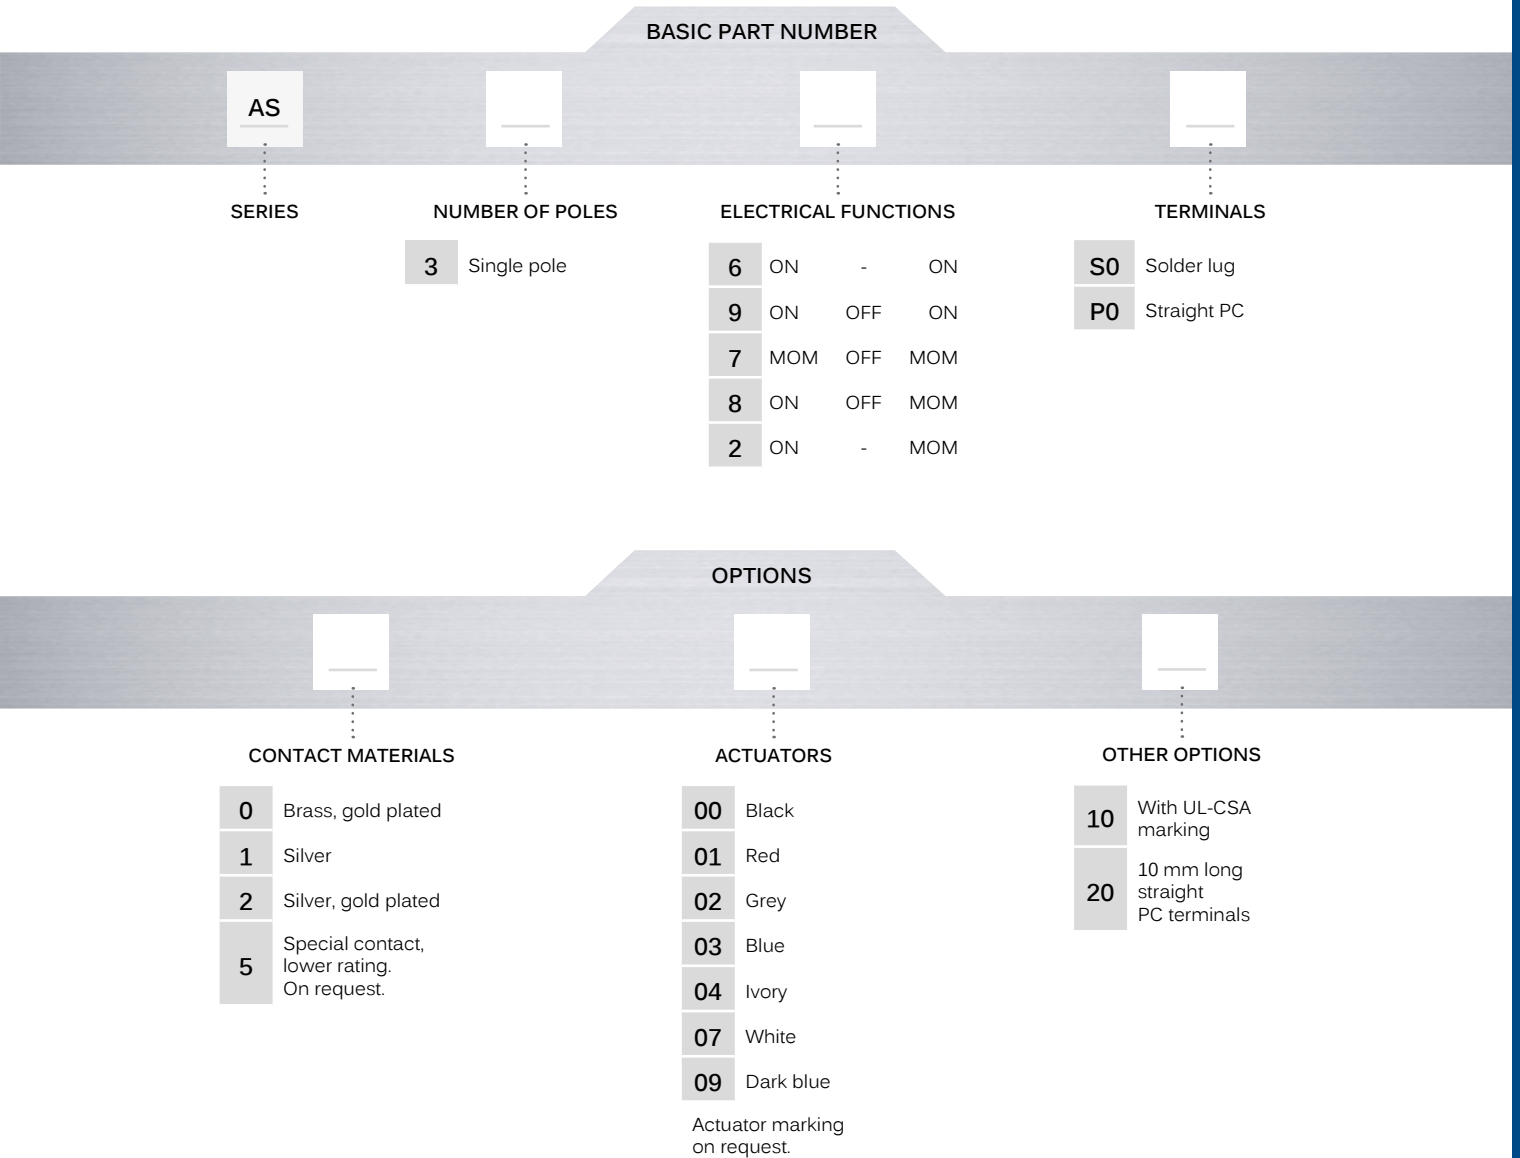 BASIC PART NUMBER
AS
SERIES
NUMBER OF POLES
3 Single pole
ELECTRICAL FUNCTIONS
6 ON - ON
9 ON OFF ON
7 MOM OFF MOM
8 ON OFF MOM
2 ON - MOM
TERMINALS
S0 Solder lug
P0 Straight PC
OPTIONS
CONTACT MATERIALS
0 Brass, gold plated
1 Silver
2 Silver, gold plated
5 Special contact,
lower rating.
On request.
ACTUATORS
00 Black
01 Red
02 Grey
03 Blue
04 Ivory
07 White
09 Dark blue
Actuator marking
on request.
OTHER OPTIONS
10 With UL-CSA
marking
20 10 mm long
straight
PC terminals